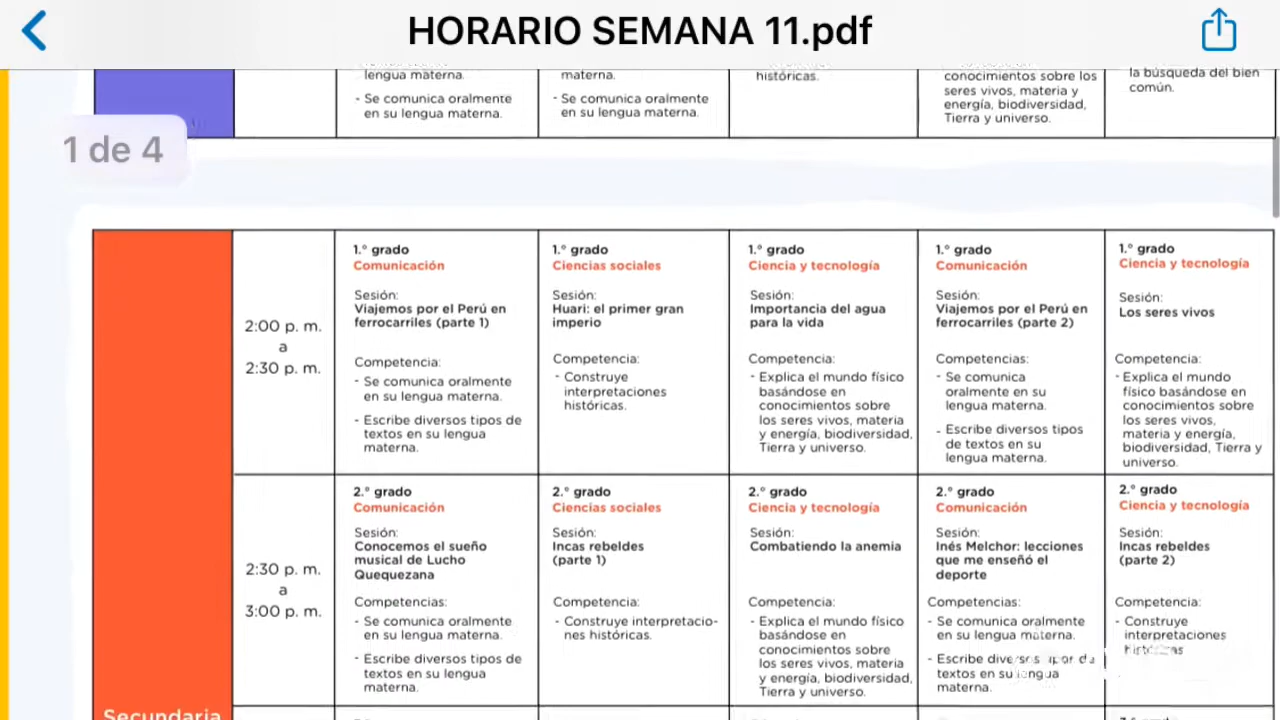 HORARIO SEMANA 11.pdf
lengua materna.
- Se comunica oralmente
en su lengua materna.
materna.
- Se comunica oralmente
en su lengua materna.
históricas.
conocimientos sobre los
seres vivos, materia y
energía, biodiversidad,
Tierra y universo.
la búsqueda del bien
común.
1 de 4
2:00 p. m.
a
2:30 p. m.
1.° grado
Comunicación
Sesión:
Viajemos por el Perú en
ferrocarriles (parte 1)
Competencia:
- Se comunica oralmente
en su lengua materna.
- Escribe diversos tipos de
textos en su lengua
materna.
1.° grado
Ciencias sociales
Sesión:
Huari: el primer gran
imperio
Competencia:
- Construye
interpretaciones
históricas.
1.° grado
Ciencia y tecnología
Sesión:
Importancia del agua
para la vida
Competencia:
- Explica el mundo físico
basándose en
conocimientos sobre
los seres vivos, materia
y energía, biodiversidad,
Tierra y universo.
1.° grado
Comunicación
Sesión:
Viajemos por el Perú en
ferrocarriles (parte 2)
Competencias:
- Se comunica
oralmente en su
lengua materna.
- Escribe diversos tipos
de textos en su
lengua materna.
1.° grado
Ciencia y tecnología
Sesión:
Los seres vivos
Competencia:
- Explica el mundo
físico basándose en
conocimientos sobre
los seres vivos,
materia y energía,
biodiversidad, Tierra y
universo.
2:30 p. m.
a
3:00 p. m.
2.° grado
Comunicación
Sesión:
Conocemos el sueño
musical de Lucho
Quequezana
Competencias:
- Se comunica oralmente
en su lengua materna.
- Escribe diversos tipos de
textos en su lengua
materna.
2.° grado
Ciencias sociales
Sesión:
Incas rebeldes
(parte 1)
Competencia:
- Construye interpretacio-
nes históricas.
2.° grado
Ciencia y tecnología
Sesión:
Combatiendo la anemia
Competencia:
- Explica el mundo físico
basándose en
conocimientos sobre
los seres vivos, materia
y energía, biodiversidad,
Tierra y universo.
2.° grado
Comunicación
Sesión:
Inés Melchor: lecciones
que me enseñó el
deporte
Competencias:
- Se comunica oralmente
en su lengua materna.
- Escribe diversos tipos de
textos en su lengua
materna.
2.° grado
Ciencia y tecnología
Sesión:
Incas rebeldes
(parte 2)
Competencia:
- Construye
interpretaciones
históricas
Secundaria